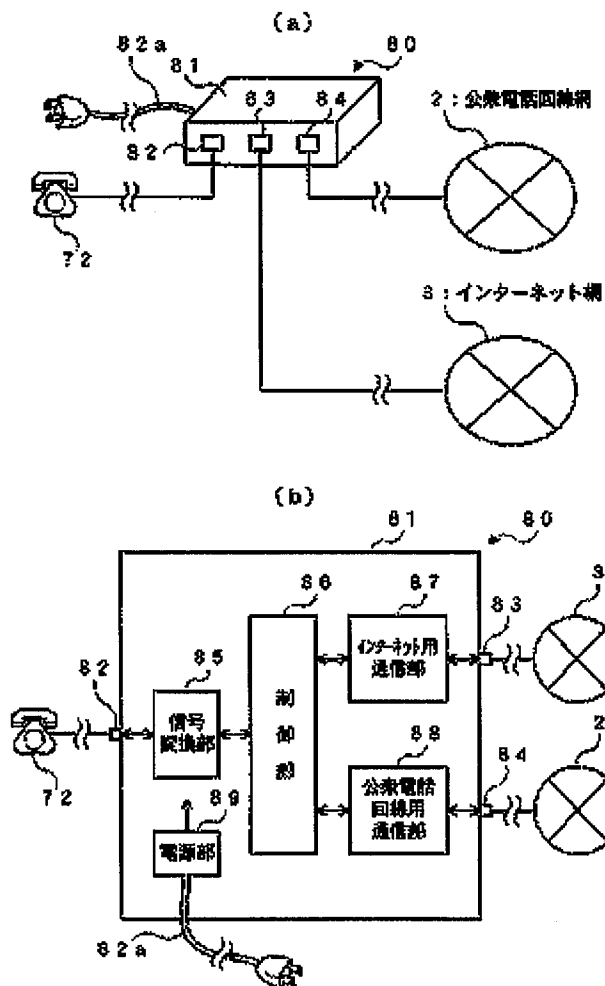 (a)
82a
81
80
83
84
82
2:公衆電話回線網
72
3:インターネット網
(b)
81
80
86
87
83
3
インターネット用
通信部
85
82
信号
変換部
制
御
72
88
公衆電話
回線用
通信部
84
2
89
電源部
82a